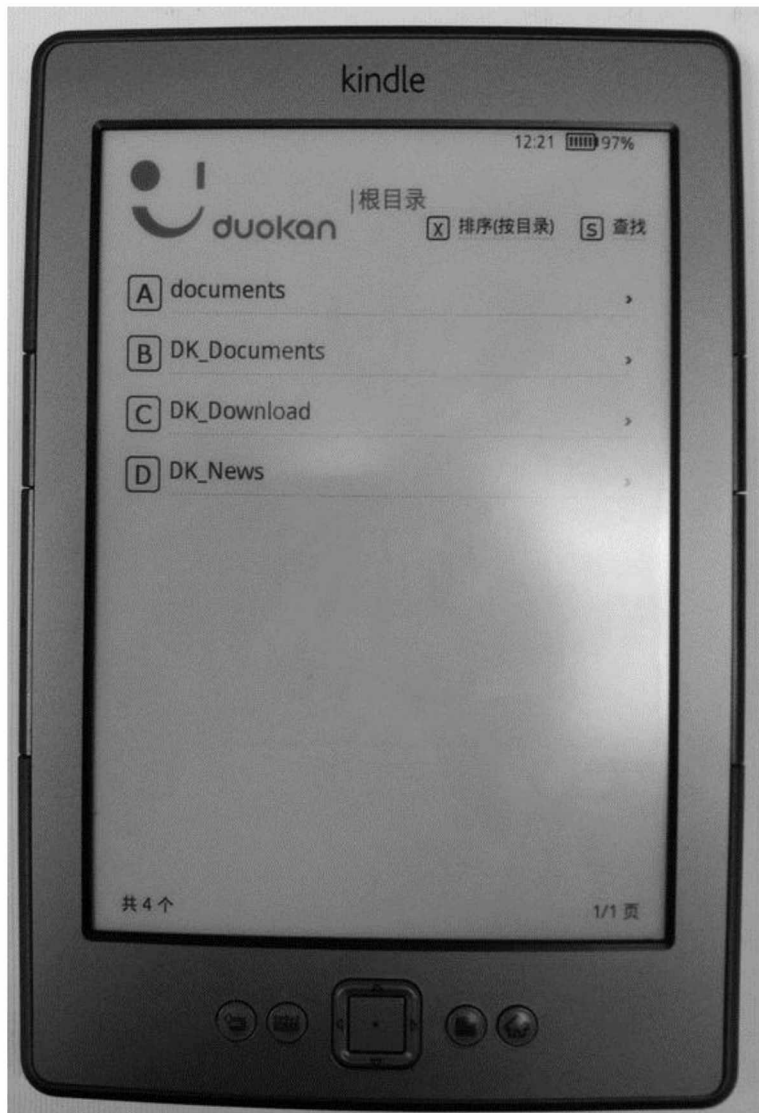 kindle
12:21 97%
duokan |根目录
X 排序(按目录) S 查找
A documents ›
B DK_Documents ›
C DK_Download ›
D DK_News ›
共 4 个 1/1 页